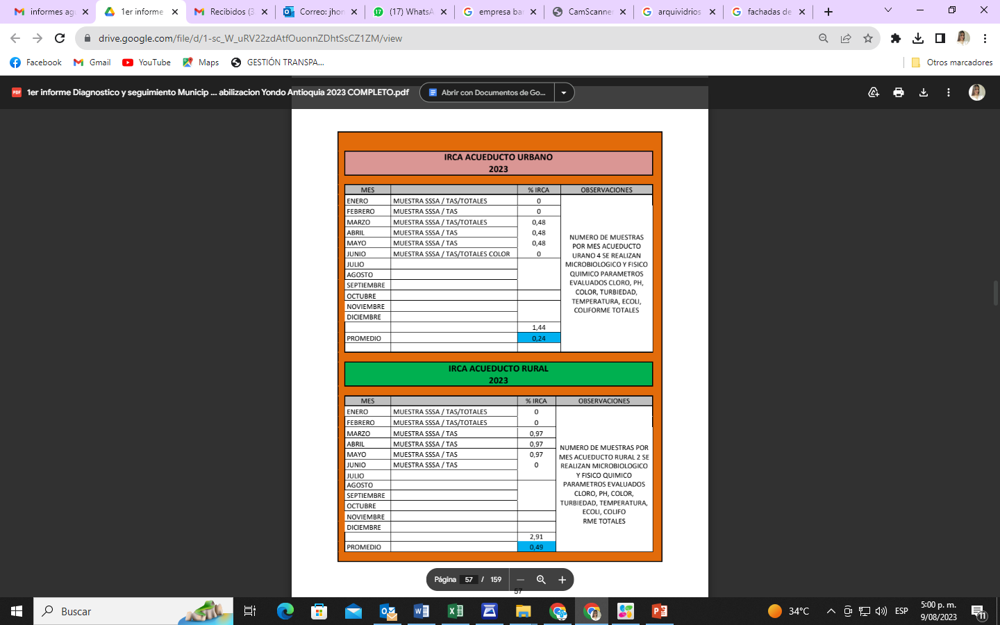 informes ag
1er informe
Recibidos (3
Correo: jhon
(17) WhatsA
empresa bar
CamScanner
arquividrios
fachadas de
drive.google.com/file/d/1-sc_W_uRV22zdAtfOuonnZDhtSsCZ1ZM/view
Facebook Gmail YouTube Maps GESTIÓN TRANSPA... Otros marcadores
PDF 1er informe Diagnostico y seguimiento Municip ... abilizacion Yondo Antioquia 2023 COMPLETO.pdf Abrir con Documentos de Go...
IRCA ACUEDUCTO URBANO
2023
MES % IRCA OBSERVACIONES
ENERO MUESTRA SSSA / TAS/TOTALES 0
FEBRERO MUESTRA SSSA / TAS 0
MARZO MUESTRA SSSA / TAS/TOTALES 0,48
ABRIL MUESTRA SSSA / TAS 0,48
MAYO MUESTRA SSSA / TAS 0,48
JUNIO MUESTRA SSSA / TAS/TOTALES COLOR 0
JULIO
AGOSTO
SEPTIEMBRE
OCTUBRE
NOVIEMBRE
DICIEMBRE
1,44
PROMEDIO 0,24
NUMERO DE MUESTRAS
POR MES ACUEDUCTO
URANO 4 SE REALIZAN
MICROBIOLOGICO Y FISICO
QUIMICO PARAMETROS
EVALUADOS CLORO, PH,
COLOR, TURBIEDAD,
TEMPERATURA, ECOLI,
COLIFORME TOTALES
IRCA ACUEDUCTO RURAL
2023
MES % IRCA OBSERVACIONES
ENERO MUESTRA SSSA / TAS/TOTALES 0
FEBRERO MUESTRA SSSA / TAS/TOTALES 0
MARZO MUESTRA SSSA / TAS 0,97
ABRIL MUESTRA SSSA / TAS 0,97
MAYO MUESTRA SSSA / TAS 0,97
JUNIO MUESTRA SSSA / TAS 0
JULIO
AGOSTO
SEPTIEMBRE
OCTUBRE
NOVIEMBRE
DICIEMBRE
2,91
PROMEDIO 0,49
NUMERO DE MUESTRAS POR
MES ACUEDUCTO RURAL 2 SE
REALIZAN MICROBIOLOGICO
Y FISICO QUIMICO
PARAMETROS EVALUADOS
CLORO, PH, COLOR,
TURBIEDAD, TEMPERATURA,
ECOLI, COLIFO
RME TOTALES
Página 57 / 159
57
Buscar
34°C
ESP
5:00 p. m.
9/08/2023
11